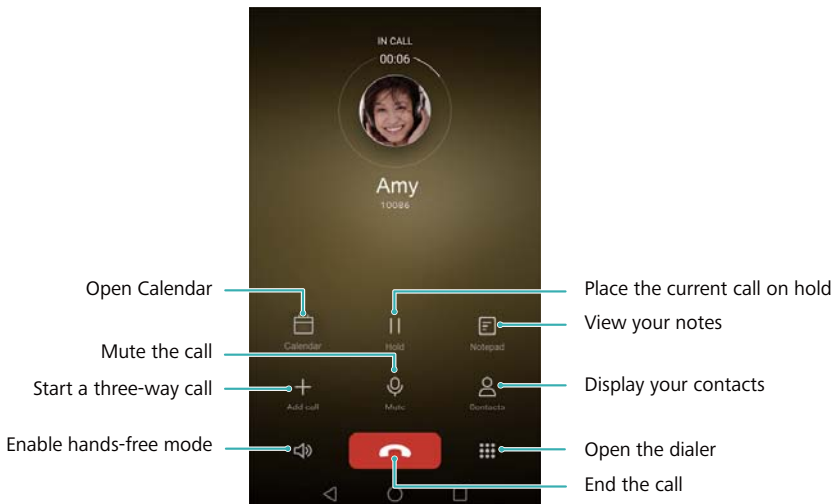 IN CALL
00:06
Amy
10086
Open Calendar
Place the current call on hold
View your notes
Calendar
Hold
Notepad
Mute the call
Start a three-way call
Display your contacts
Add call
Mute
Contacts
Enable hands-free mode
Open the dialer
End the call